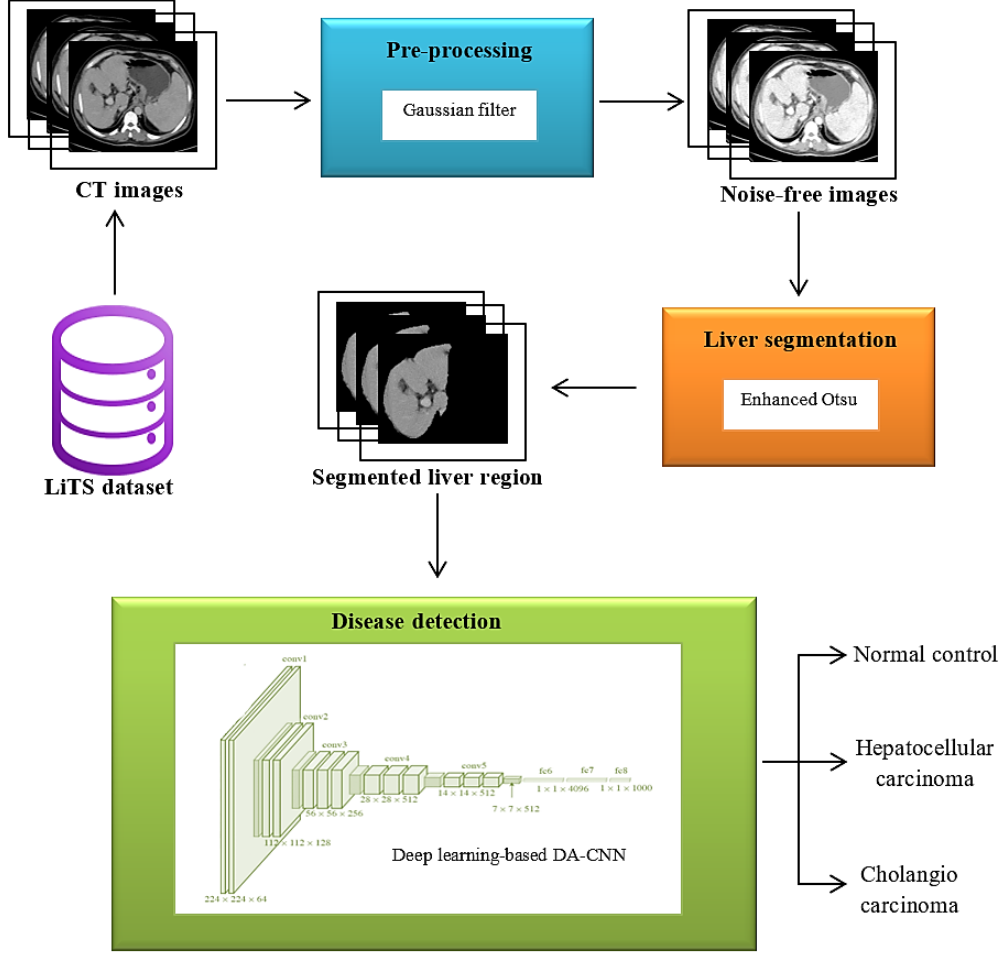 Pre-processing
Gaussian filter
CT images
Noise-free images
Liver segmentation
Enhanced Otsu
LiTS dataset
Segmented liver region
Disease detection
conv1
conv2
conv3
conv4
conv5
fc6
fc7
fc8
1 × 1 × 4096
1 × 1 × 1000
14 × 14 × 512
28 × 28 × 512
7 × 7 × 512
56 × 56 × 256
112 × 112 × 128
224 × 224 × 64
Deep learning-based DA-CNN
Normal control
Hepatocellular
carcinoma
Cholangio
carcinoma